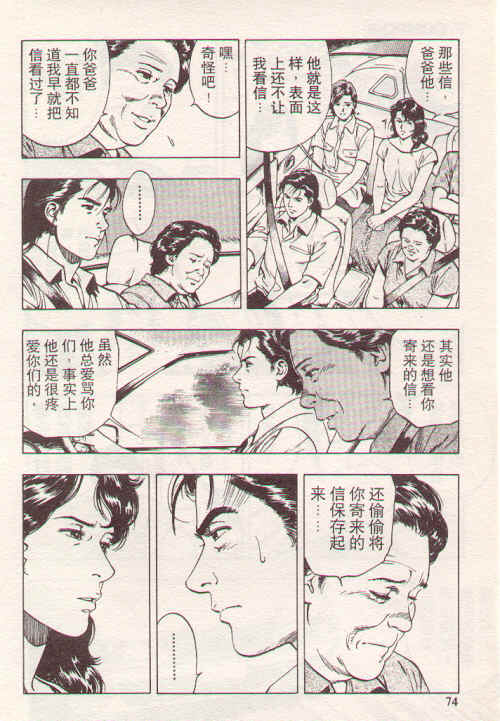 那些信，
爸爸他…
他就是这
样，表面
上还不让
我看信…
嘿…
奇怪吧！
你爸爸
一直都不知
道我早就把
信看过了…
………
其实他
还是想看你
寄来的信…
虽然
他总爱骂你
们，事实上
他还是很疼
爱你们的，
还偷偷将
你寄来的
信保存起
来……
………
74